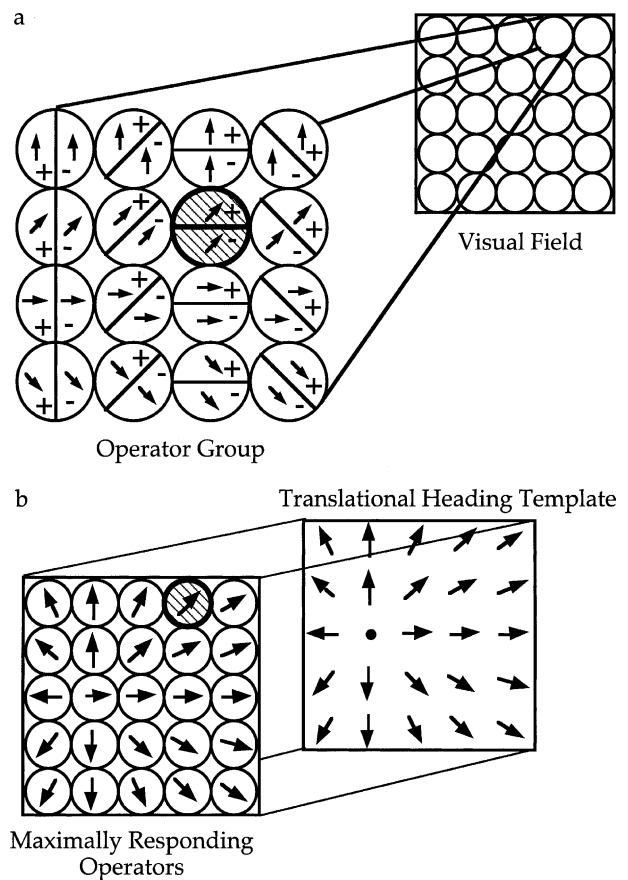 a
+ - + - + - + -
+ - + - + - + -
+ - + - + - + -
+ - + - + - + -
Visual Field
Operator Group
b
Translational Heading Template
Maximally Responding
Operators